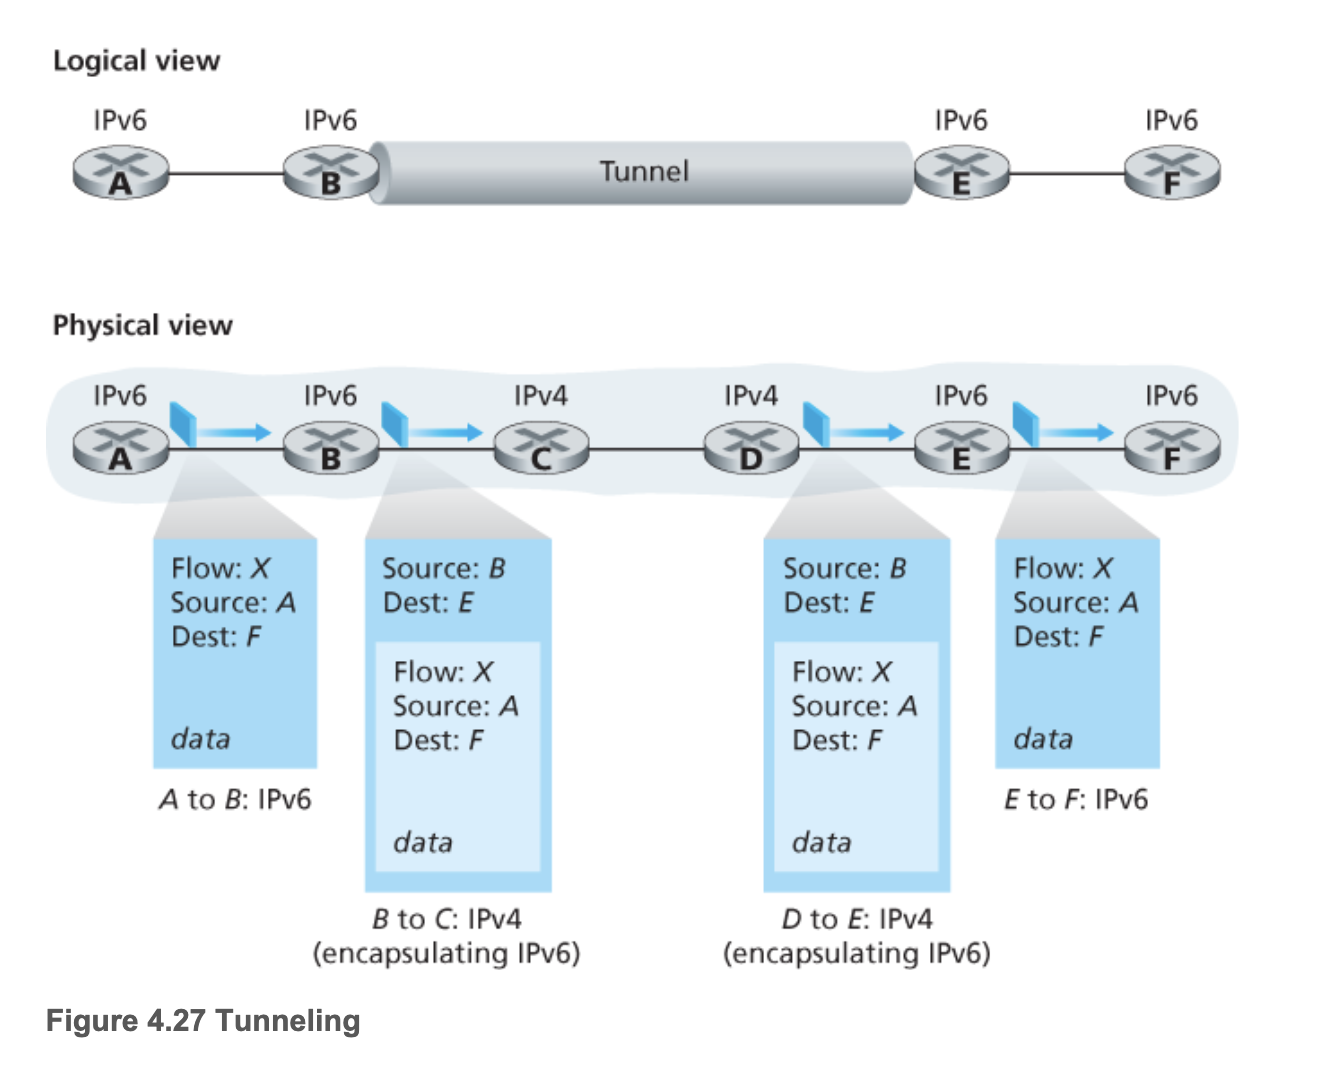 Logical view
IPv6 IPv6 IPv6 IPv6
A B Tunnel E F
Physical view
IPv6 IPv6 IPv4 IPv4 IPv6 IPv6
A B C D E F
Flow: X
Source: A
Dest: F
data
A to B: IPv6
Source: B
Dest: E
Flow: X
Source: A
Dest: F
data
B to C: IPv4
(encapsulating IPv6)
Source: B
Dest: E
Flow: X
Source: A
Dest: F
data
D to E: IPv4
(encapsulating IPv6)
Flow: X
Source: A
Dest: F
data
E to F: IPv6
Figure 4.27 Tunneling